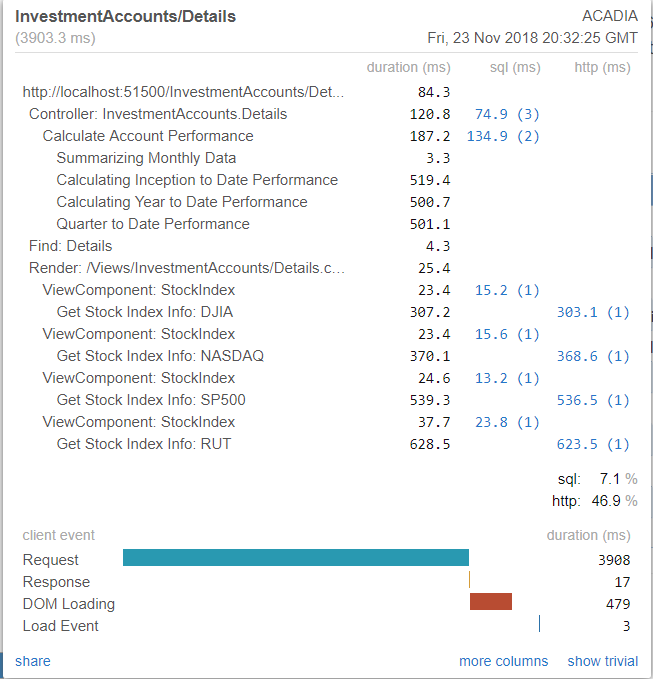 InvestmentAccounts/Details ACADIA
(3903.3 ms) Fri, 23 Nov 2018 20:32:25 GMT
duration (ms) sql (ms) http (ms)
http://localhost:51500/InvestmentAccounts/Det... 84.3
Controller: InvestmentAccounts.Details 120.8 74.9 (3)
Calculate Account Performance 187.2 134.9 (2)
Summarizing Monthly Data 3.3
Calculating Inception to Date Performance 519.4
Calculating Year to Date Performance 500.7
Quarter to Date Performance 501.1
Find: Details 4.3
Render: /Views/InvestmentAccounts/Details.c... 25.4
ViewComponent: StockIndex 23.4 15.2 (1)
Get Stock Index Info: DJIA 307.2 303.1 (1)
ViewComponent: StockIndex 23.4 15.6 (1)
Get Stock Index Info: NASDAQ 370.1 368.6 (1)
ViewComponent: StockIndex 24.6 13.2 (1)
Get Stock Index Info: SP500 539.3 536.5 (1)
ViewComponent: StockIndex 37.7 23.8 (1)
Get Stock Index Info: RUT 628.5 623.5 (1)
sql: 7.1 %
http: 46.9 %
client event duration (ms)
Request 3908
Response 17
DOM Loading 479
Load Event 3
share more columns show trivial